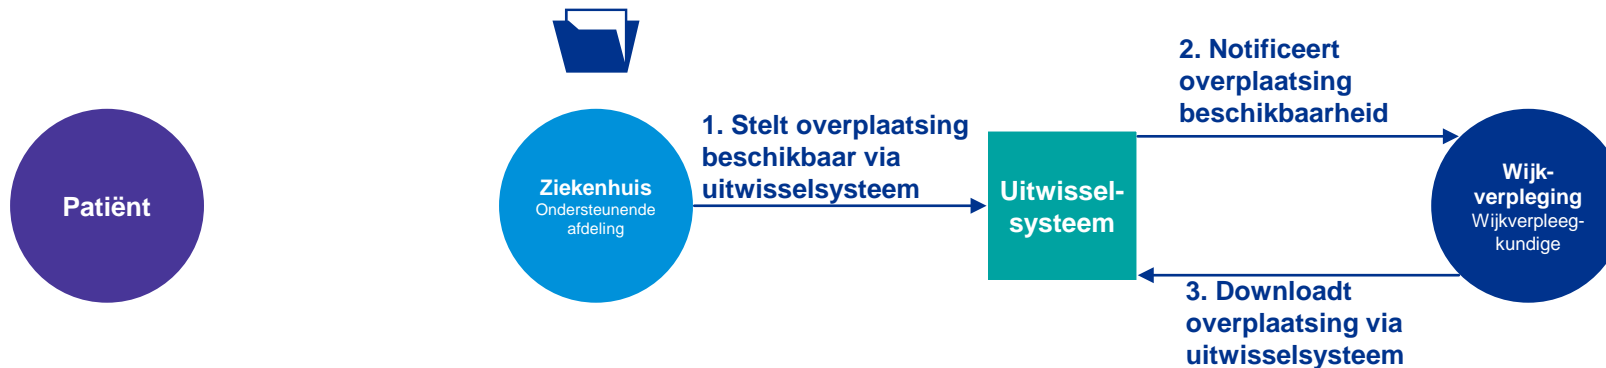 Patiënt
Ziekenhuis
Ondersteunende
afdeling
1. Stelt overplaatsing
beschikbaar via
uitwisselsysteem
Uitwissel-
systeem
2. Notificeert
overplaatsing
beschikbaarheid
Wijk-
verpleging
Wijkverpleeg-
kundige
3. Downloadt
overplaatsing via
uitwisselsysteem